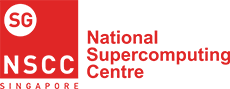 SG
NSCC
SINGAPORE
National
Supercomputing
Centre